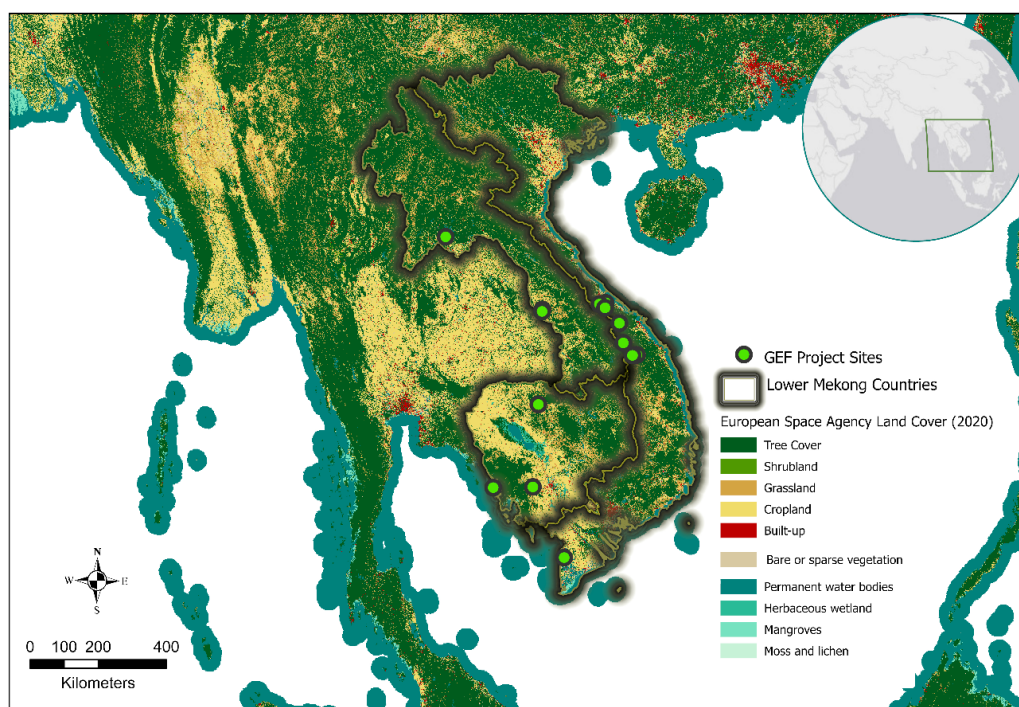 GEF Project Sites
Lower Mekong Countries
European Space Agency Land Cover (2020)
Tree Cover
Shrubland
Grassland
Cropland
Built-up
Bare or sparse vegetation
Permanent water bodies
Herbaceous wetland
Mangroves
Moss and lichen
N
W E
S
0 100 200 400
Kilometers